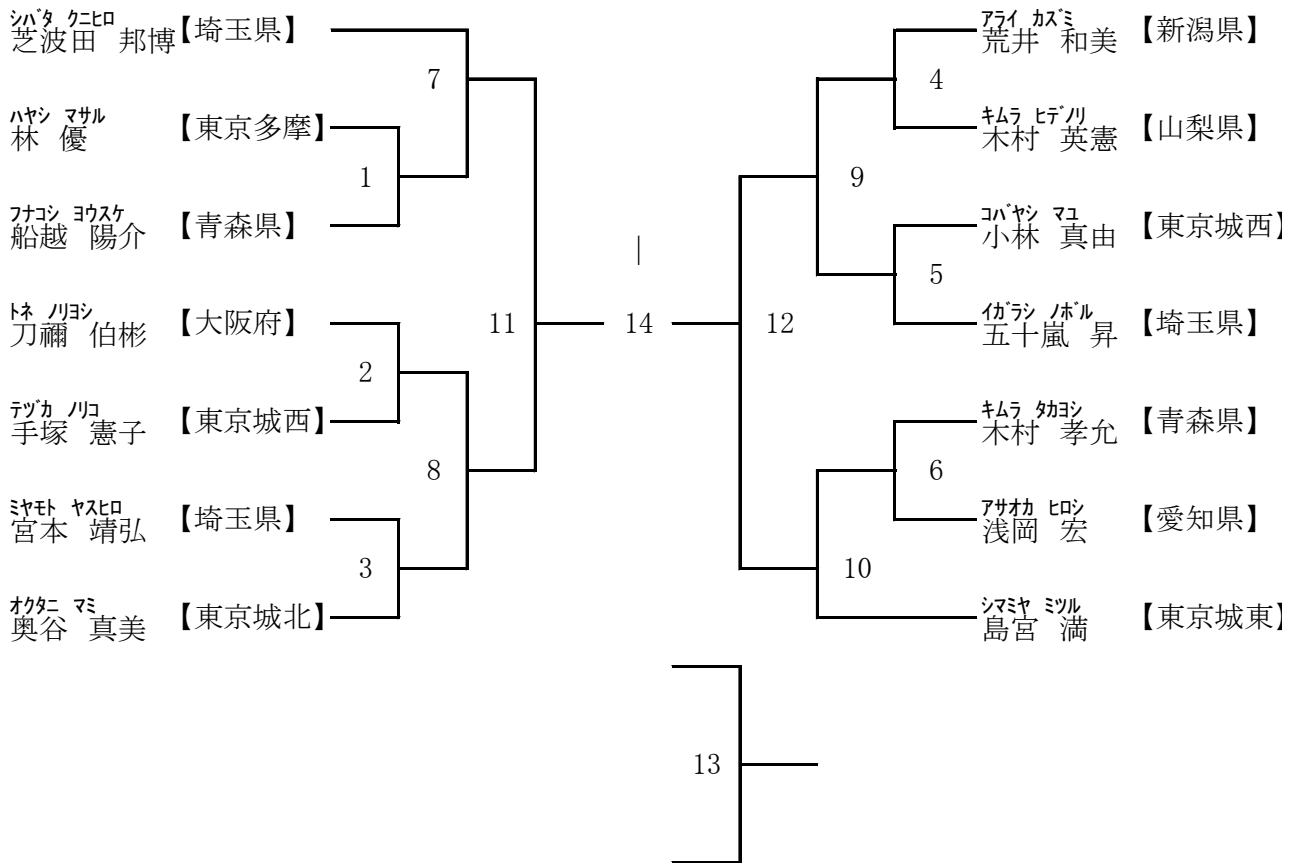 シバタ クニヒロ
芝波田 邦博【埼玉県】
7
ハヤシ マサル
林 優 【東京多摩】
1
フナコシ ヨウスケ
船越 陽介 【青森県】
トネ ノリヨシ
刀禰 伯彬 【大阪府】
11
2
テヅカ ノリコ
手塚 憲子 【東京城西】
8
ミヤモト ヤスヒロ
宮本 靖弘 【埼玉県】
3
オクタニ マミ
奥谷 真美 【東京城北】
14
アライ カズミ
荒井 和美 【新潟県】
4
キムラ ヒデノリ
木村 英憲 【山梨県】
9
コバヤシ マユ
小林 真由 【東京城西】
5
イガラシ ノボル
五十嵐 昇 【埼玉県】
12
キムラ タカヨシ
木村 孝允 【青森県】
6
アサオカ ヒロシ
浅岡 宏 【愛知県】
10
シマミヤ ミツル
島宮 満 【東京城東】
13